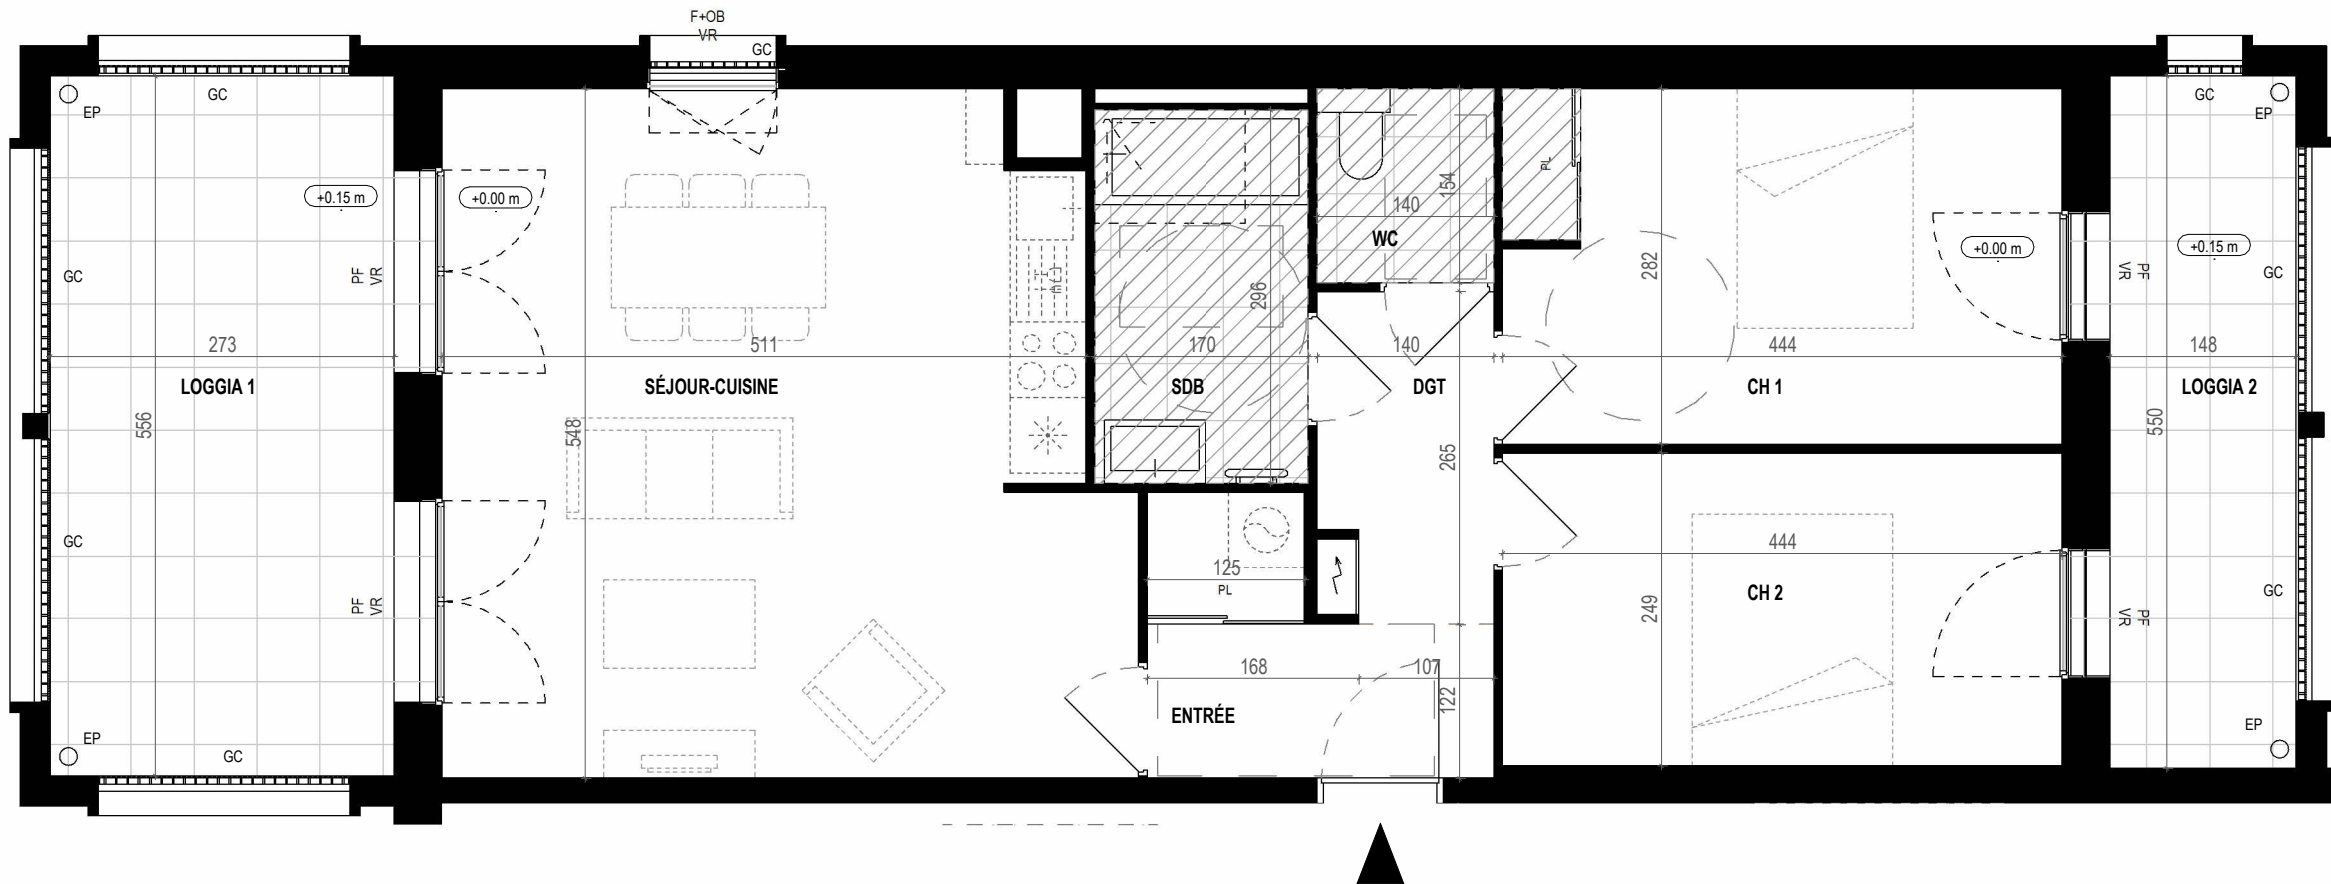 F+OB
VR
GC
GC
EP
+0.15 m
+0.00 m
GC
PF
VR
273
LOGGIA 1
556
GC
PF
VR
EP
GC
511
SÉJOUR-CUISINE
548
170
SDB
296
140
WC
154
140
DGT
265
PL
282
444
CH 1
+0.00 m
444
CH 2
249
125
PL
168
107
122
ENTRÉE
GC
EP
+0.15 m
PF
VR
GC
148
LOGGIA 2
550
GC
PF
VR
EP